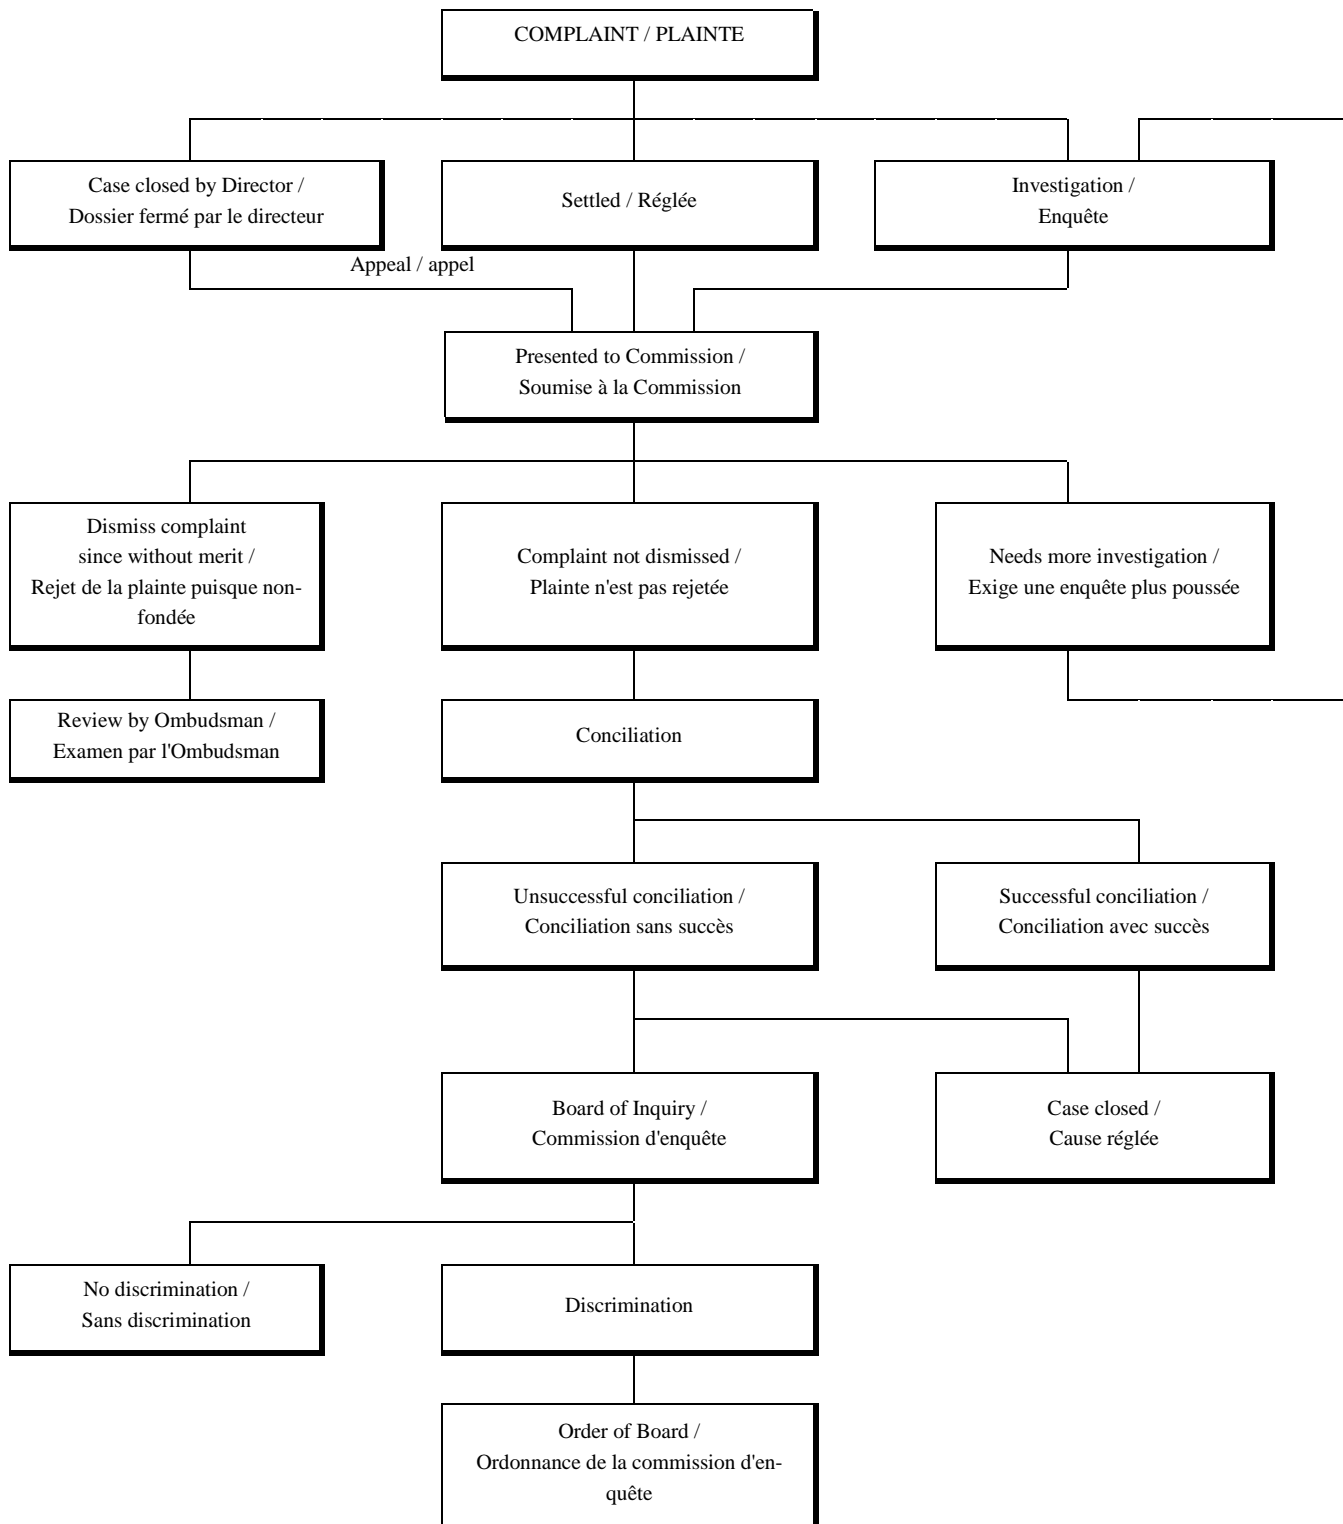 COMPLAINT / PLAINTE
Case closed by Director /
Dossier fermé par le directeur
Settled / Réglée
Investigation /
Enquête
Appeal / appel
Presented to Commission /
Soumise à la Commission
Dismiss complaint
since without merit /
Rejet de la plainte puisque non-
fondée
Complaint not dismissed /
Plainte n'est pas rejetée
Needs more investigation /
Exige une enquête plus poussée
Review by Ombudsman /
Examen par l'Ombudsman
Conciliation
Unsuccessful conciliation /
Conciliation sans succès
Successful conciliation /
Conciliation avec succès
Board of Inquiry /
Commission d'enquête
Case closed /
Cause réglée
No discrimination /
Sans discrimination
Discrimination
Order of Board /
Ordonnance de la commission d'en-
quête